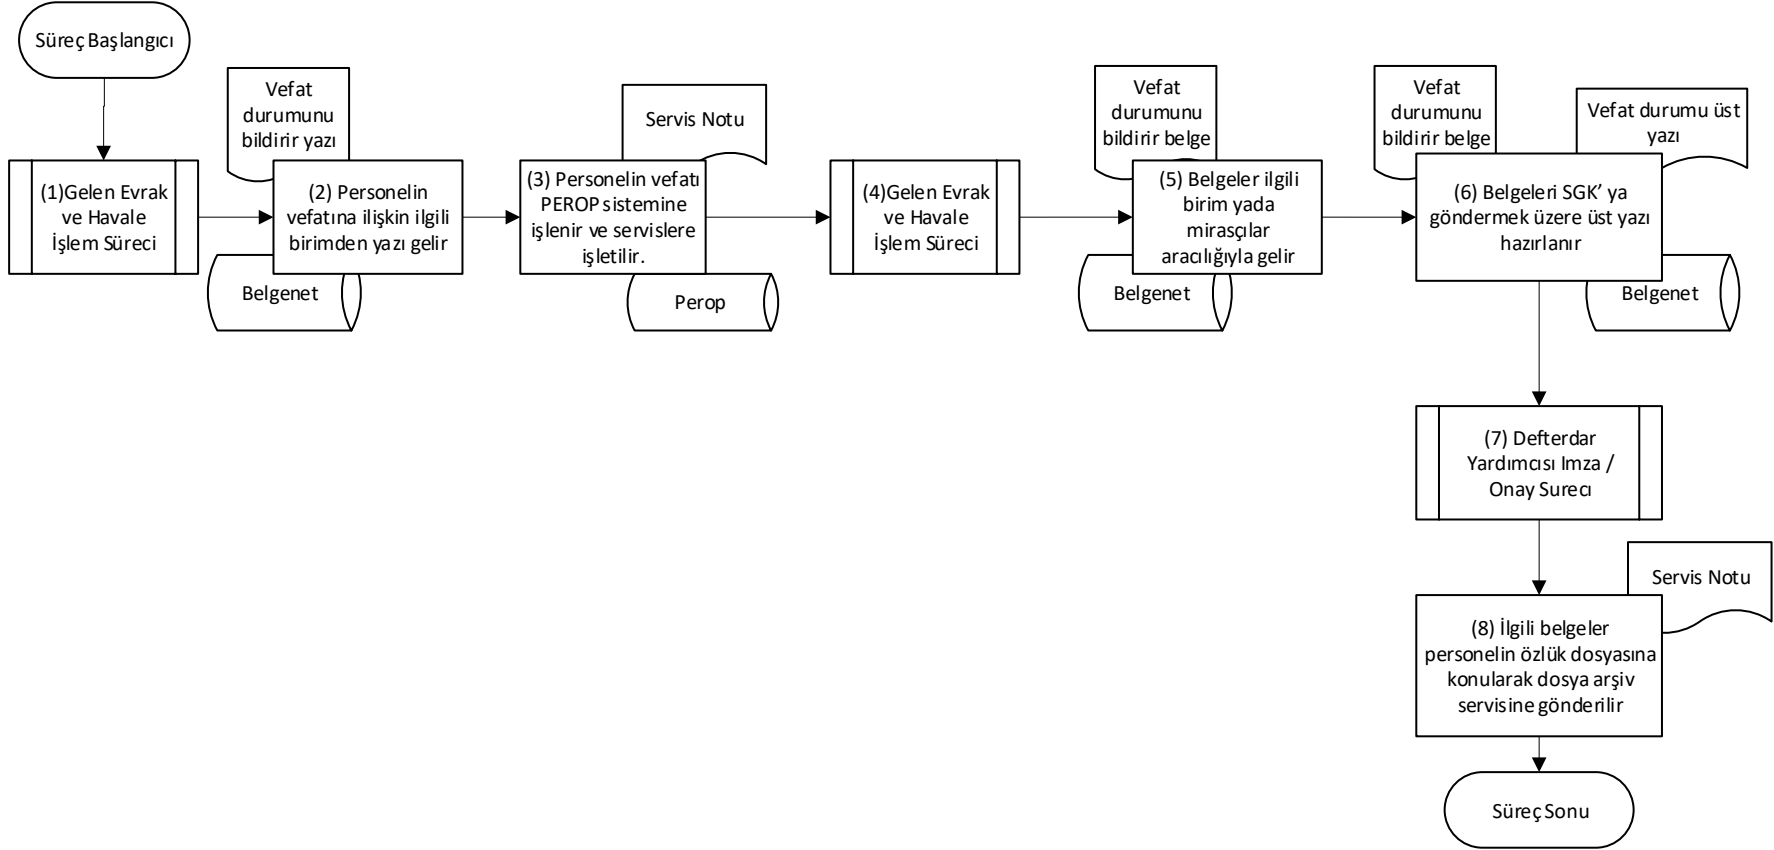 Süreç Başlangıcı
(1)Gelen Evrak
ve Havale
İşlem Süreci
Vefat
durumunu
bildirir yazı
(2) Personelin
vefatına ilişkin ilgili
birimden yazı gelir
Belgenet
Servis Notu
(3) Personelin vefatı
PEROP sistemine
işlenir ve servislere
işletilir.
Perop
(4)Gelen Evrak
ve Havale
İşlem Süreci
Vefat
durumunu
bildirir belge
(5) Belgeler ilgili
birim yada
mirasçılar
aracılığıyla gelir
Belgenet
Vefat
durumunu
bildirir belge
Vefat durumu üst
yazı
(6) Belgeleri SGK' ya
göndermek üzere üst yazı
hazırlanır
Belgenet
(7) Defterdar
Yardımcısı Imza /
Onay Surecı
Servis Notu
(8) İlgili belgeler
personelin özlük dosyasına
konularak dosya arşiv
servisine gönderilir
Süreç Sonu